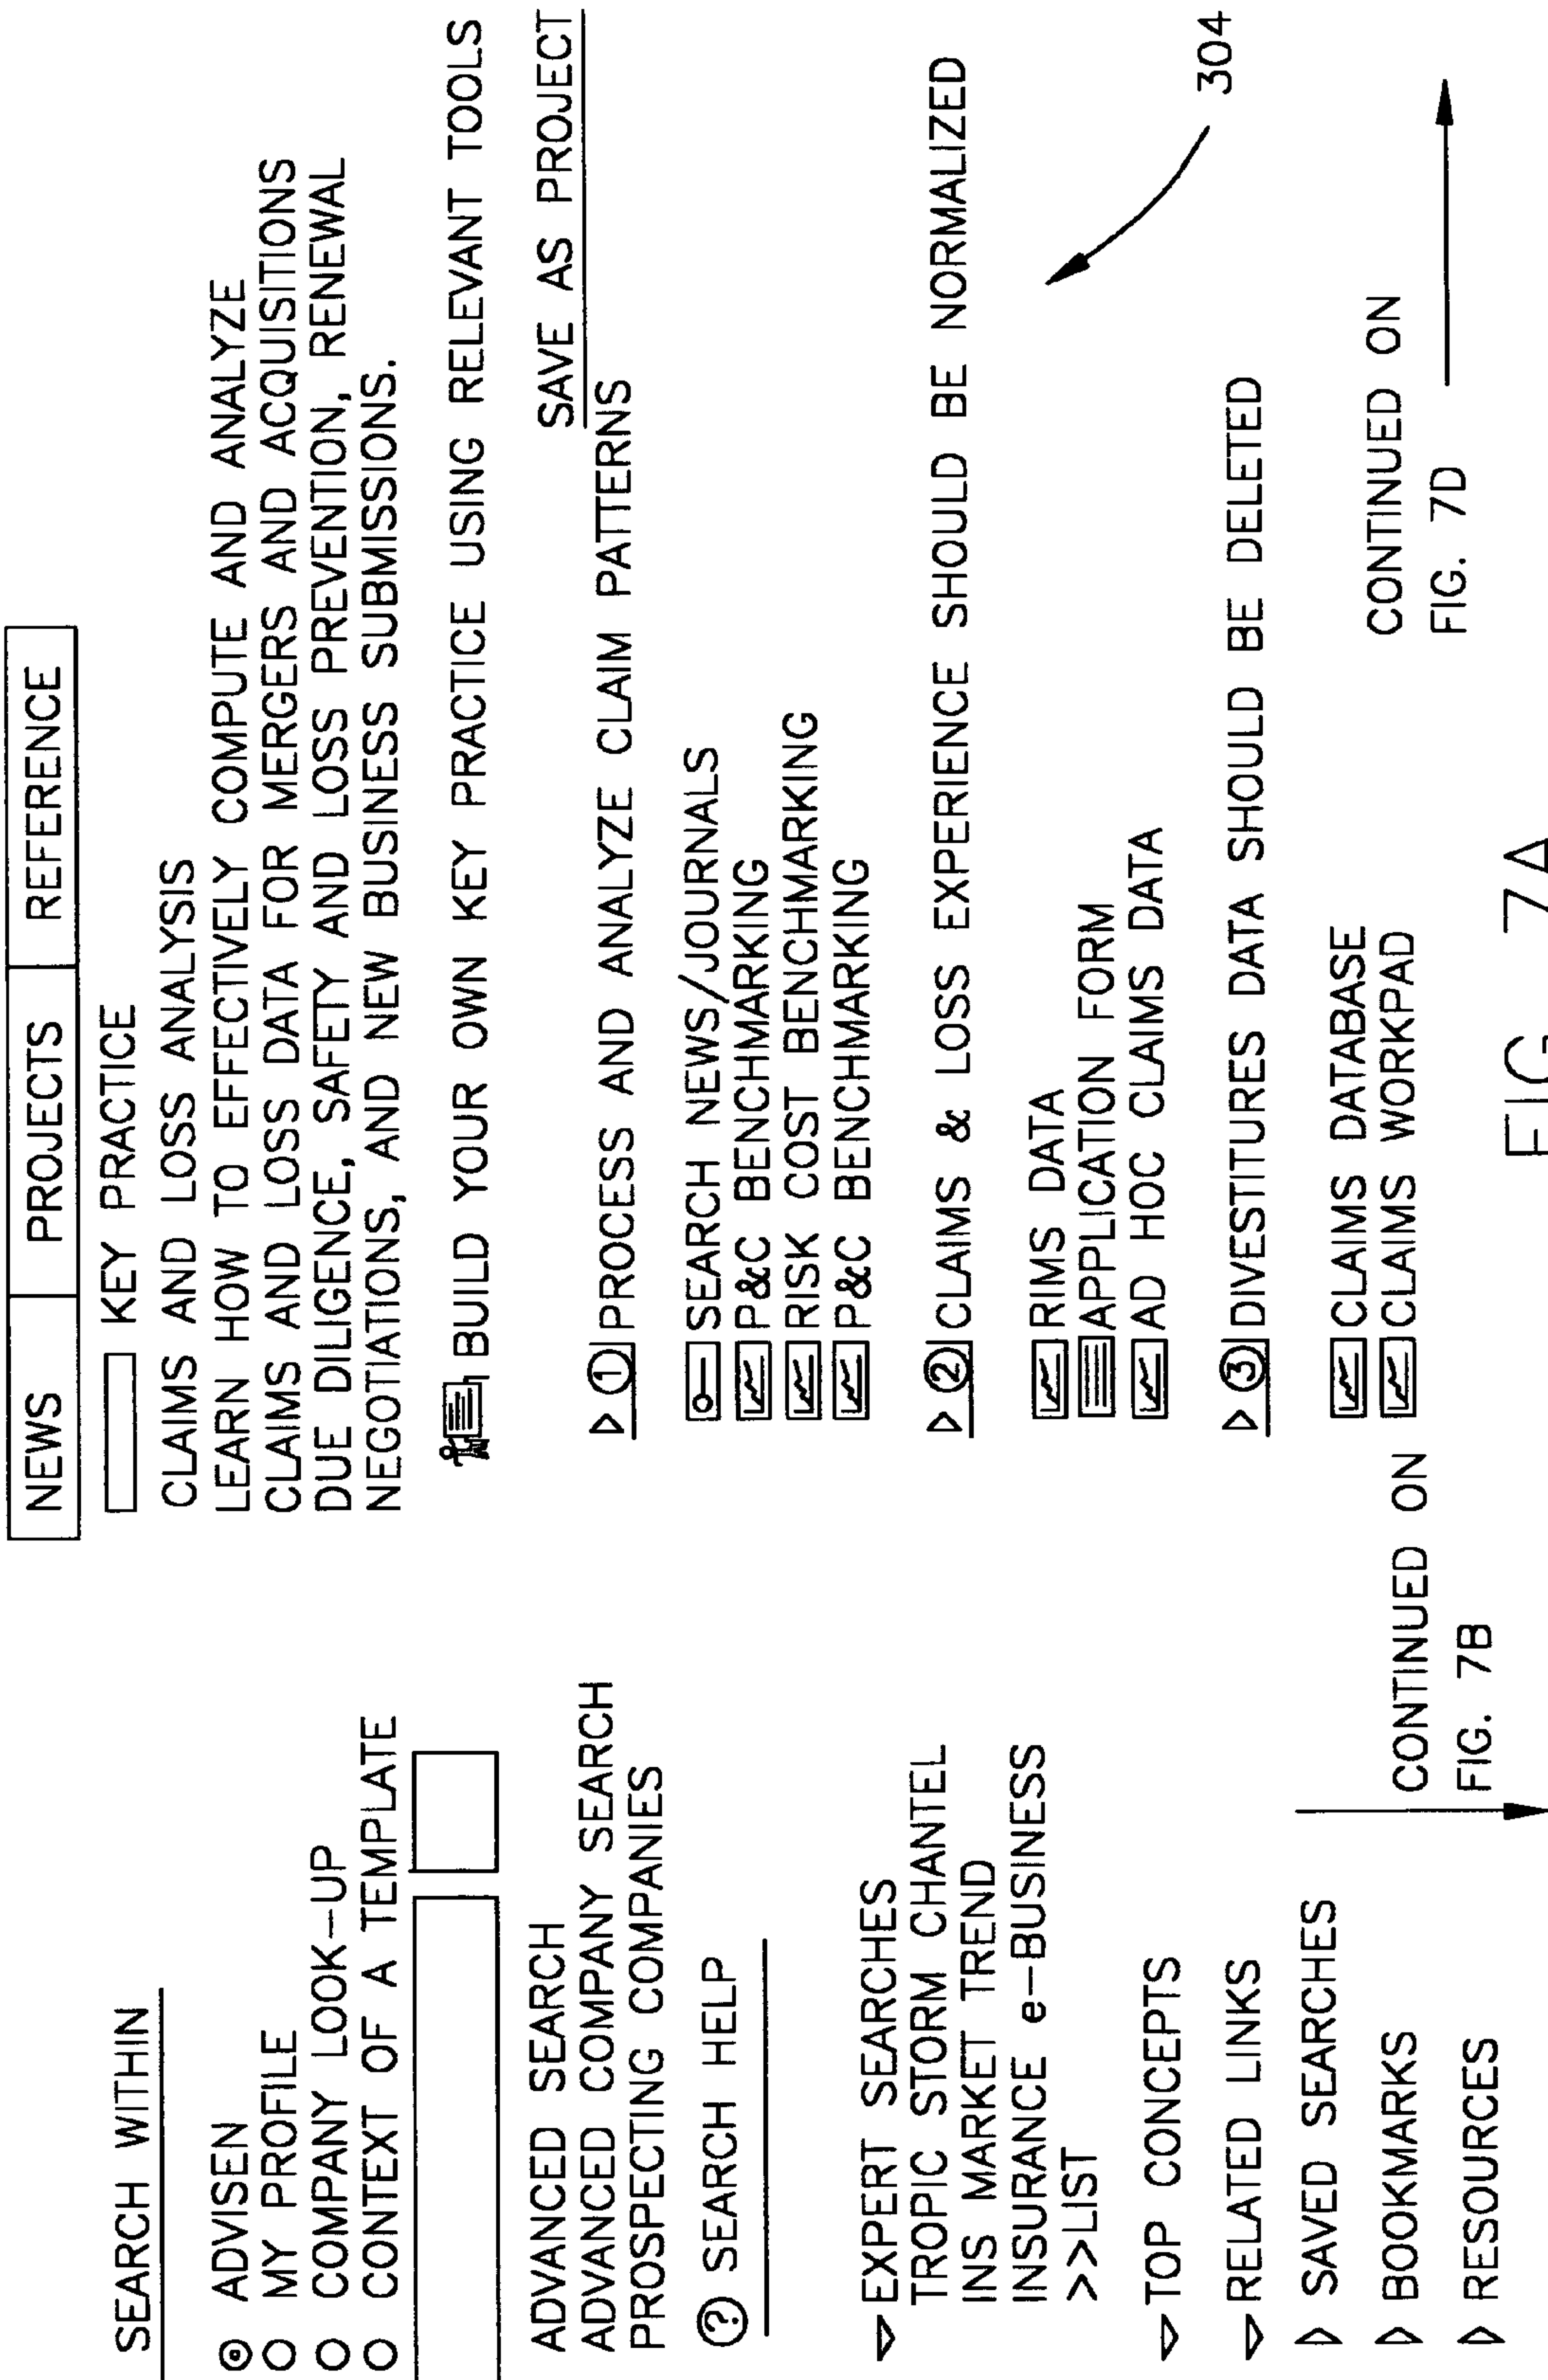 SEARCH WITHIN
ADVISEN
MY PROFILE
COMPANY LOOK-UP
CONTEXT OF A TEMPLATE
ADVANCED SEARCH
ADVANCED COMPANY SEARCH
PROSPECTING COMPANIES
? SEARCH HELP
EXPERT SEARCHES
TROPIC STORM CHANTEL
INS MARKET TREND
INSURANCE e-BUSINESS
>>LIST
TOP CONCEPTS
RELATED LINKS
SAVED SEARCHES
BOOKMARKS
RESOURCES
CONTINUED ON
FIG. 7B
NEWS PROJECTS REFERENCE
KEY PRACTICE
CLAIMS AND LOSS ANALYSIS
LEARN HOW TO EFFECTIVELY COMPUTE AND ANALYZE
CLAIMS AND LOSS DATA FOR MERGERS AND ACQUISITIONS
DUE DILIGENCE, SAFETY AND LOSS PREVENTION, RENEWAL
NEGOTIATIONS, AND NEW BUSINESS SUBMISSIONS.
BUILD YOUR OWN KEY PRACTICE USING RELEVANT TOOLS
SAVE AS PROJECT
1 PROCESS AND ANALYZE CLAIM PATTERNS
SEARCH NEWS/JOURNALS
P&C BENCHMARKING
RISK COST BENCHMARKING
P&C BENCHMARKING
2 CLAIMS & LOSS EXPERIENCE SHOULD BE NORMALIZED
RIMS DATA
APPLICATION FORM
AD HOC CLAIMS DATA
304
3 DIVESTITURES DATA SHOULD BE DELETED
CLAIMS DATABASE
CLAIMS WORKPAD
CONTINUED ON
FIG. 7D
FIG. 7A